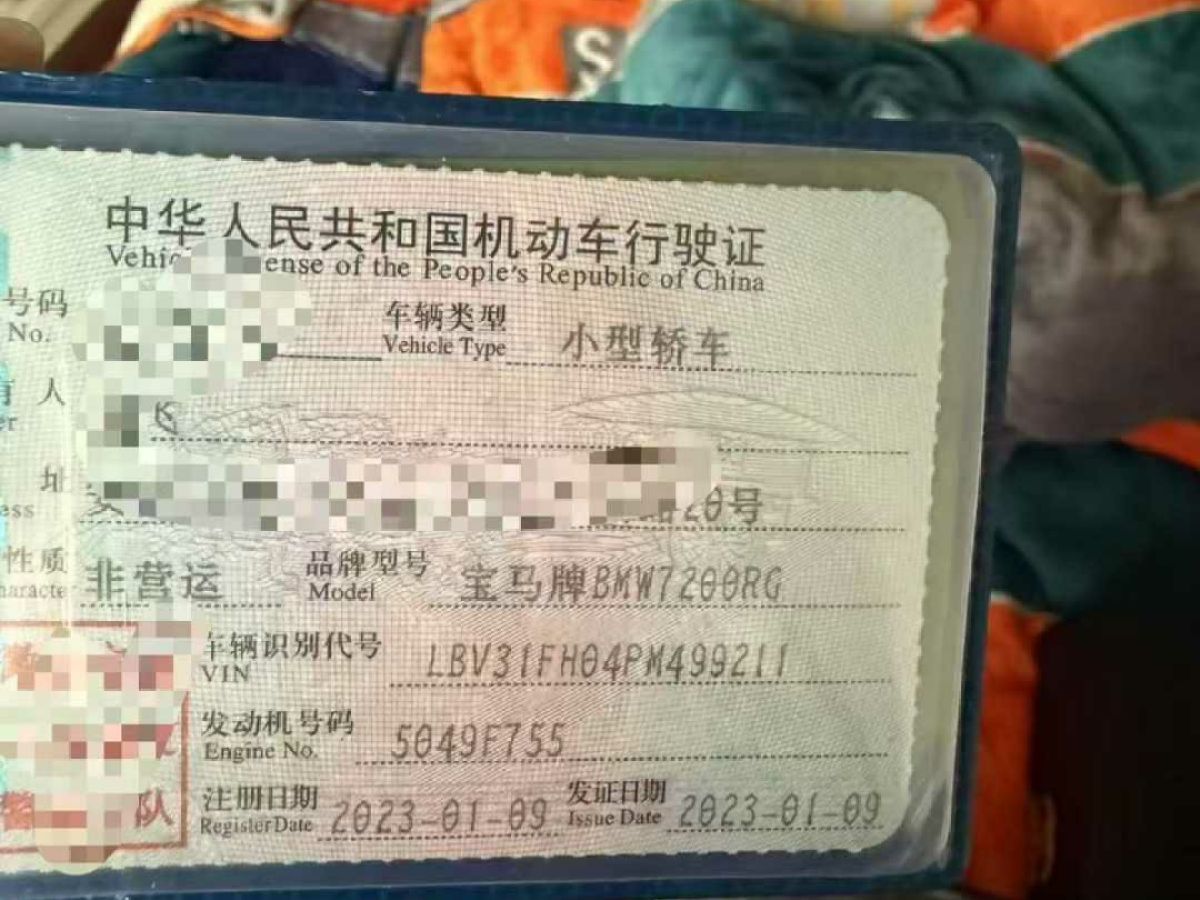 S
中华人民共和国机动车行驶证
Vehic ense of the People's Republic of China
号码 车辆类型 小型轿车
No. Vehicle Type
人
er
址 20号
ess
性质 非营运 品牌型号 宝马牌BMW7200RG
haracter Model
车辆识别代号 LBV31FH04PM499211
VIN
发动机号码 5049F755
Engine No.
队 注册日期 2023-01-09 发证日期 2023-01-09
Register Date Issue Date